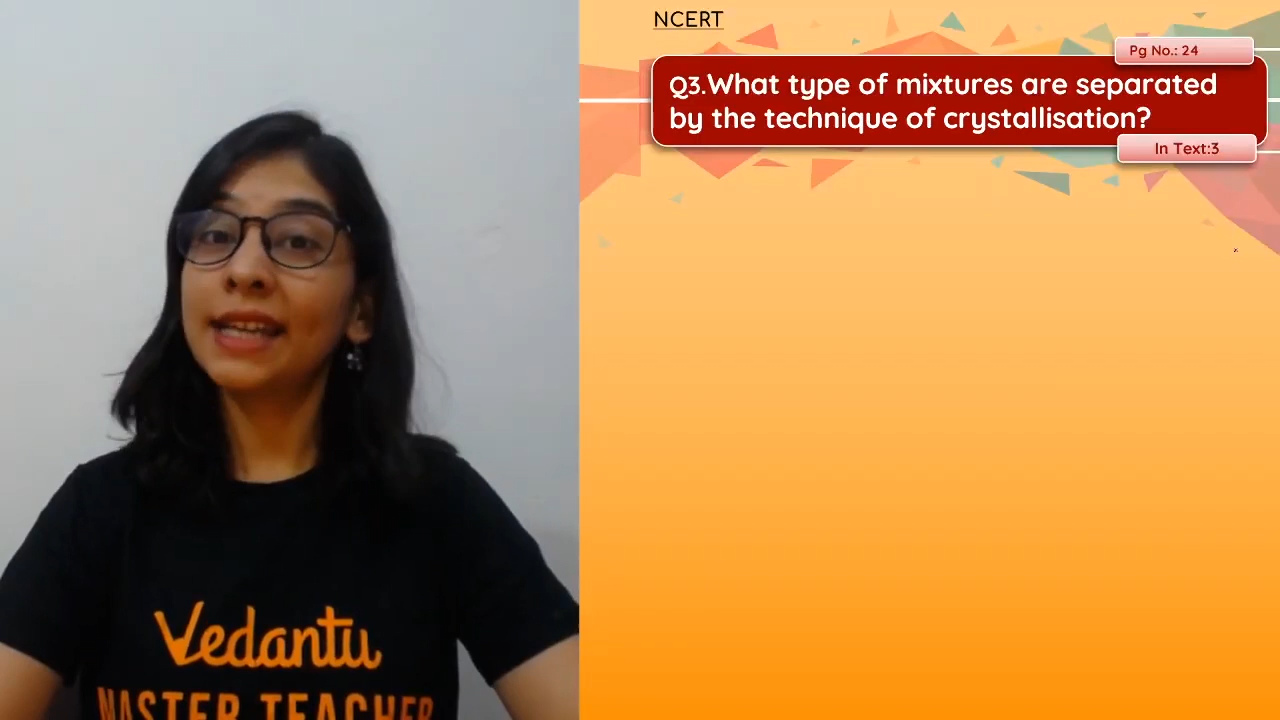 NCERT
Pg No.: 24
Q3.What type of mixtures are separated
by the technique of crystallisation?
In Text:3
Vedantu
MASTER TEACHER